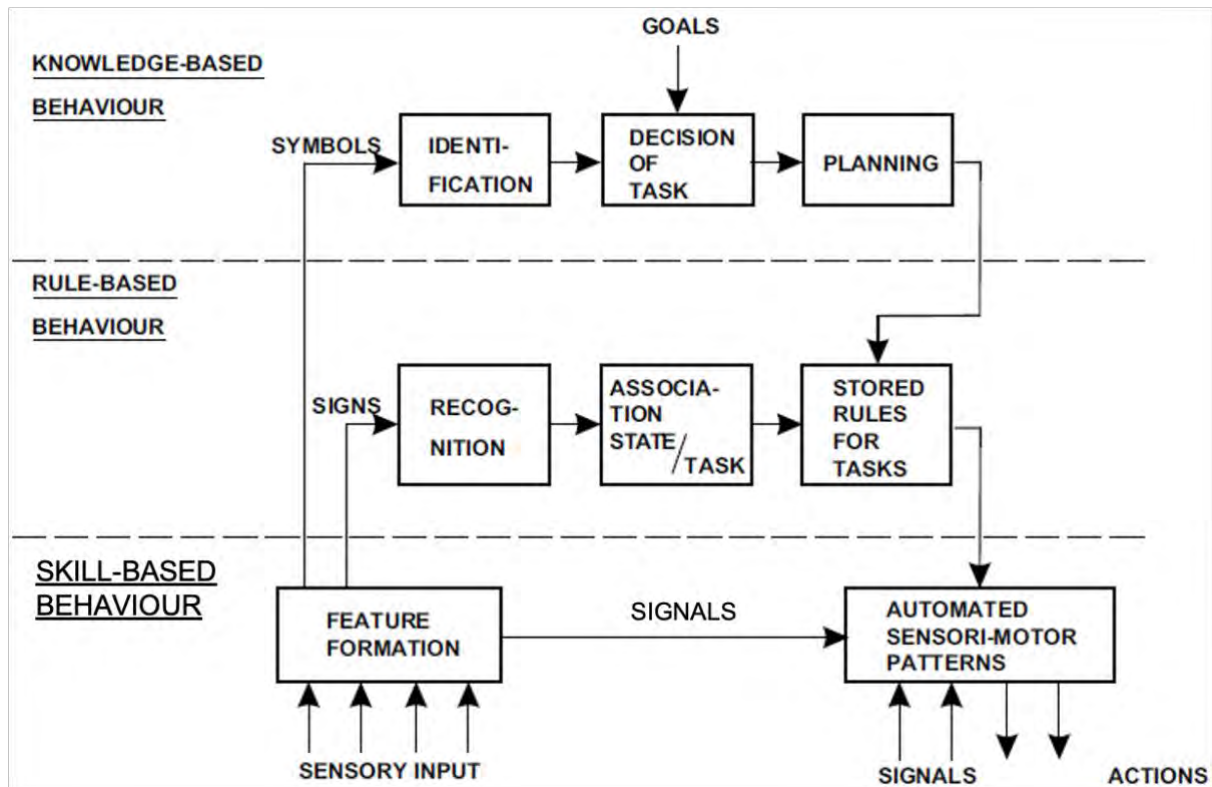 GOALS
KNOWLEDGE-BASED
BEHAVIOUR
SYMBOLS
IDENTI-
FICATION
DECISION
OF
TASK
PLANNING
RULE-BASED
BEHAVIOUR
SIGNS
RECOG-
NITION
ASSOCIA-
TION
STATE/
TASK
STORED
RULES
FOR
TASKS
SKILL-BASED
BEHAVIOUR
FEATURE
FORMATION
SIGNALS
AUTOMATED
SENSORI-MOTOR
PATTERNS
SENSORY INPUT
SIGNALS
ACTIONS